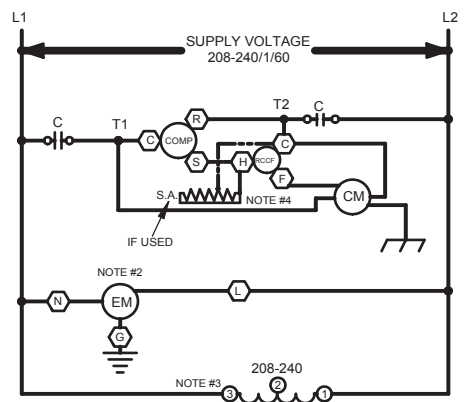 L1
L2
SUPPLY VOLTAGE
208-240/1/60
C
T1
T2
C
C
COMP
R
S
H
RCCF
C
F
CM
S.A.
NOTE #4
IF USED
NOTE #2
N
EM
L
G
208-240
NOTE #3
3
2
1